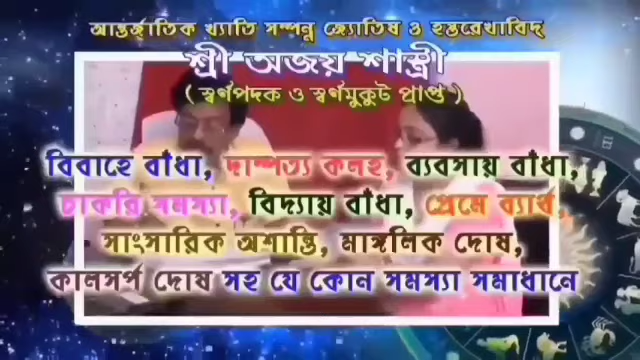 আন্তর্জাতিক খ্যাতি সম্পন্ন জ্যোতিষ ও হস্তরেখাবিদ্
শ্রী অজয় শাস্ত্রী
( স্বর্ণপদক ও স্বর্ণমুকুট প্রাপ্ত )
বিবাহে বাঁধা, দাম্পত্য কলহ, ব্যবসায় বাঁধা,
চাকরি সমস্যা, বিদ্যায় বাঁধা, প্রেমে ব্যার্থ,
সাংসারিক অশান্তি, মাঙ্গলিক দোষ,
কালসর্প দোষ সহ যে কোন সমস্যা সমাধানে